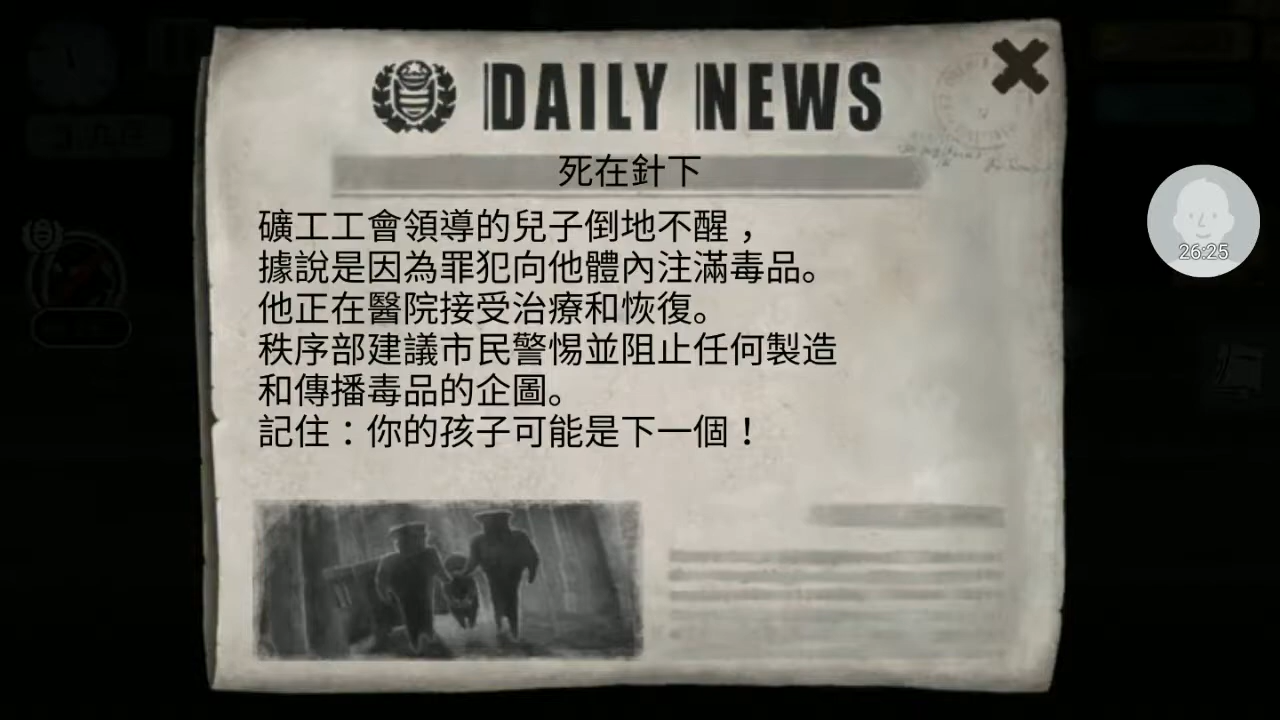 DAILY NEWS
死在針下
礦工工會領導的兒子倒地不醒，
據說是因為罪犯向他體內注滿毒品。
他正在醫院接受治療和恢復。
秩序部建議市民警惕並阻止任何製造
和傳播毒品的企圖。
記住：你的孩子可能是下一個！
26:25